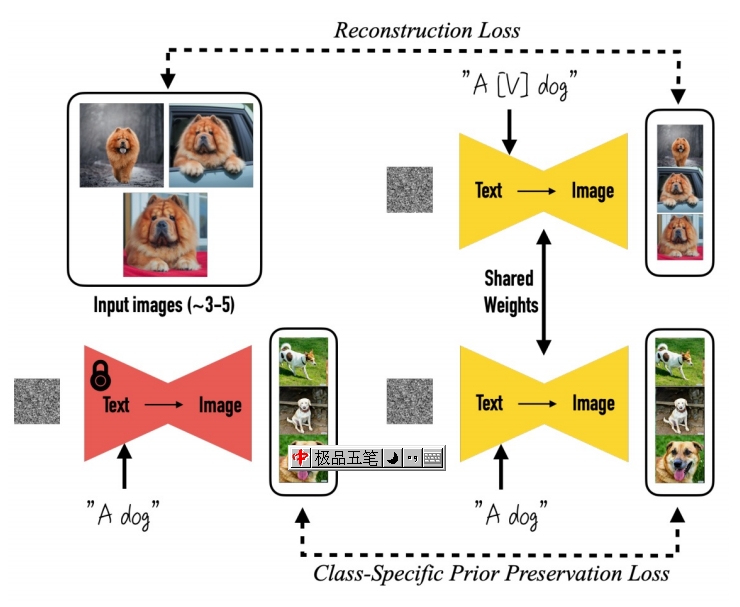 Reconstruction Loss
"A [V] dog"
Text
Image
Input images (~3-5)
Shared
Weights
Text
Image
Text
Image
中 极品五笔
"A dog"
"A dog"
Class-Specific Prior Preservation Loss